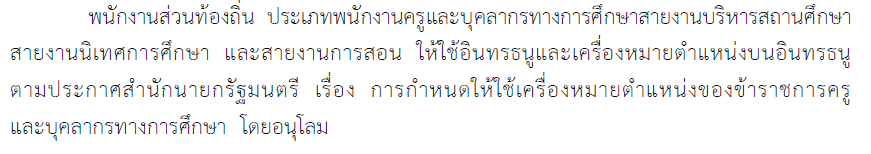 พนักงานส่วนท้องถิ่น ประเภทพนักงานครูและบุคลากรทางการศึกษาสายงานบริหารสถานศึกษา
สายงานนิเทศการศึกษา และสายงานการสอน ให้ใช้อินทรธนูและเครื่องหมายตำแหน่งบนอินทรธนู
ตามประกาศสำนักนายกรัฐมนตรี เรื่อง การกำหนดให้ใช้เครื่องหมายตำแหน่งของข้าราชการครู
และบุคลากรทางการศึกษา โดยอนุโลม